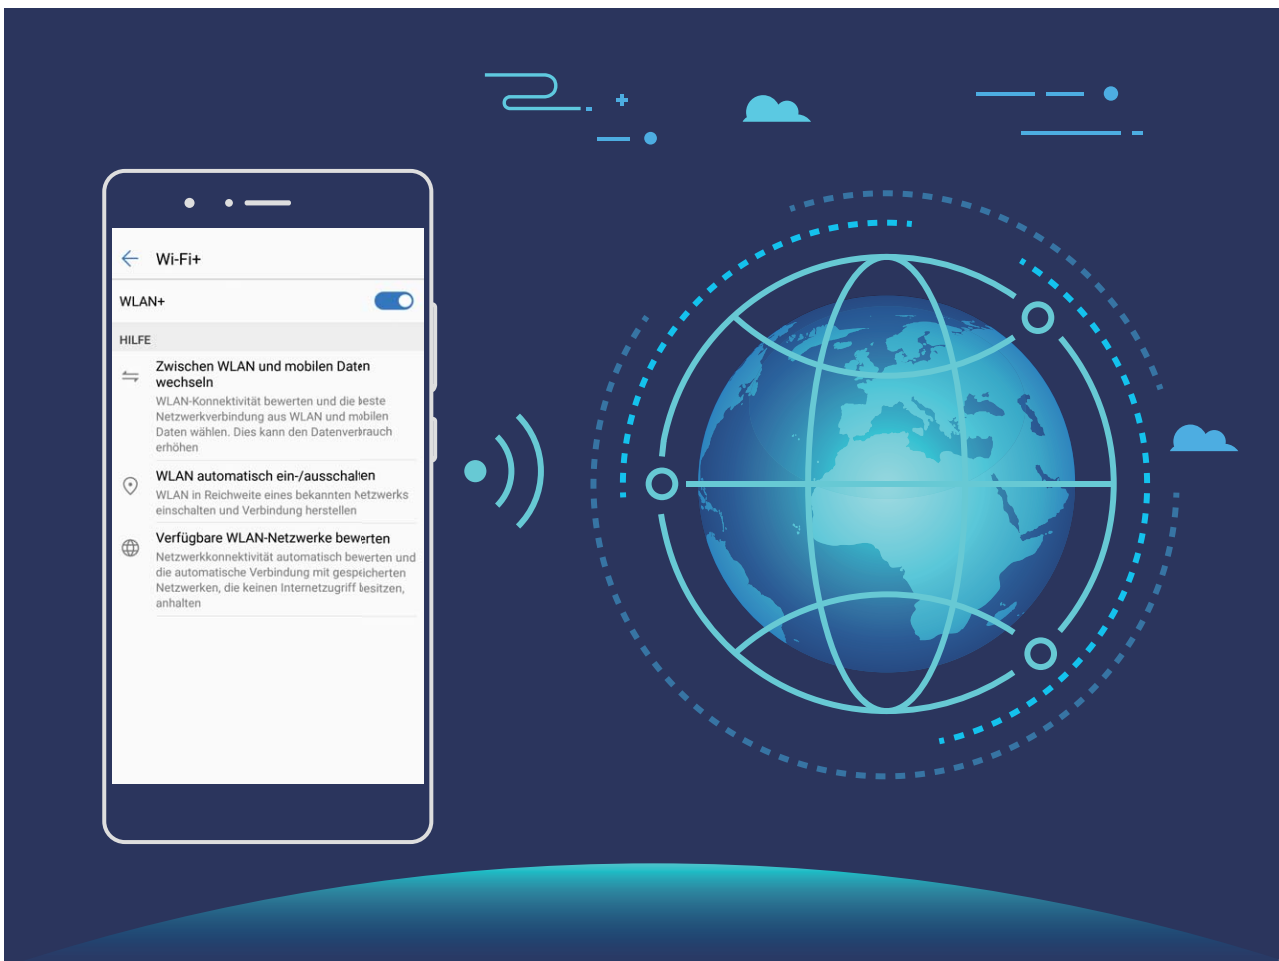 Wi-Fi+
WLAN+
HILFE
Zwischen WLAN und mobilen Daten
wechseln
WLAN-Konnektivität bewerten und die beste
Netzwerkverbindung aus WLAN und mobilen
Daten wählen. Dies kann den Datenverbrauch
erhöhen
WLAN automatisch ein-/ausschalten
WLAN in Reichweite eines bekannten Netzwerks
einschalten und Verbindung herstellen
Verfügbare WLAN-Netzwerke bewerten
Netzwerkkonnektivität automatisch bewerten und
die automatische Verbindung mit gespeicherten
Netzwerken, die keinen Internetzugriff besitzen,
anhalten